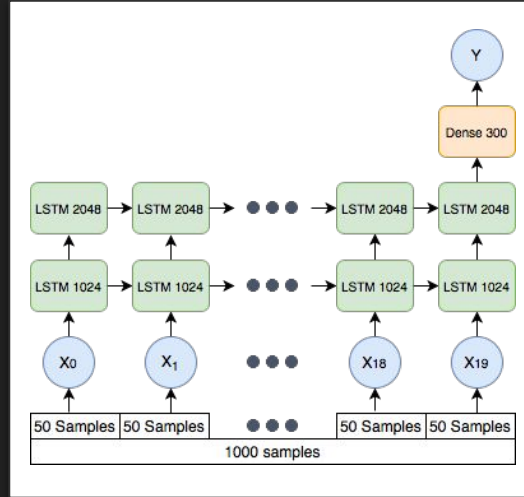 Y
Dense 300
LSTM 2048 LSTM 2048 LSTM 2048 LSTM 2048
LSTM 1024 LSTM 1024 LSTM 1024 LSTM 1024
X0 X1 X18 X19
50 Samples 50 Samples 50 Samples 50 Samples
1000 samples